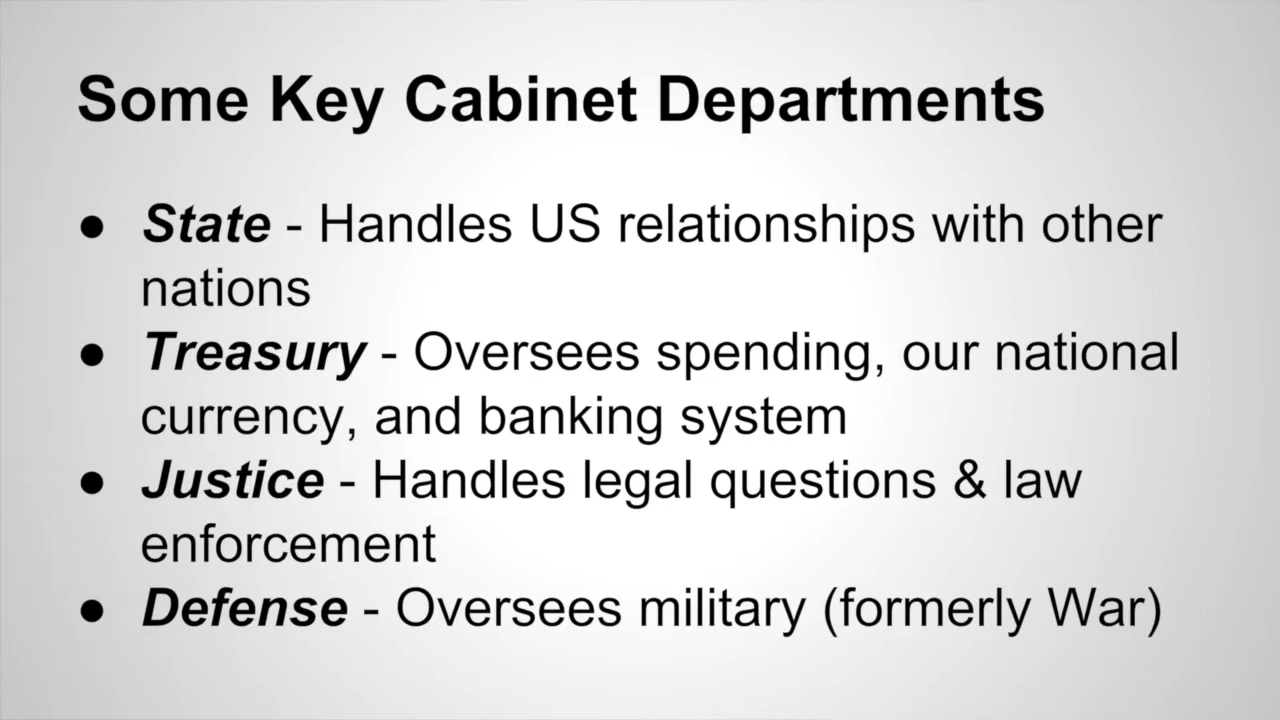 Some Key Cabinet Departments
● State - Handles US relationships with other
nations
● Treasury - Oversees spending, our national
currency, and banking system
● Justice - Handles legal questions & law
enforcement
● Defense - Oversees military (formerly War)